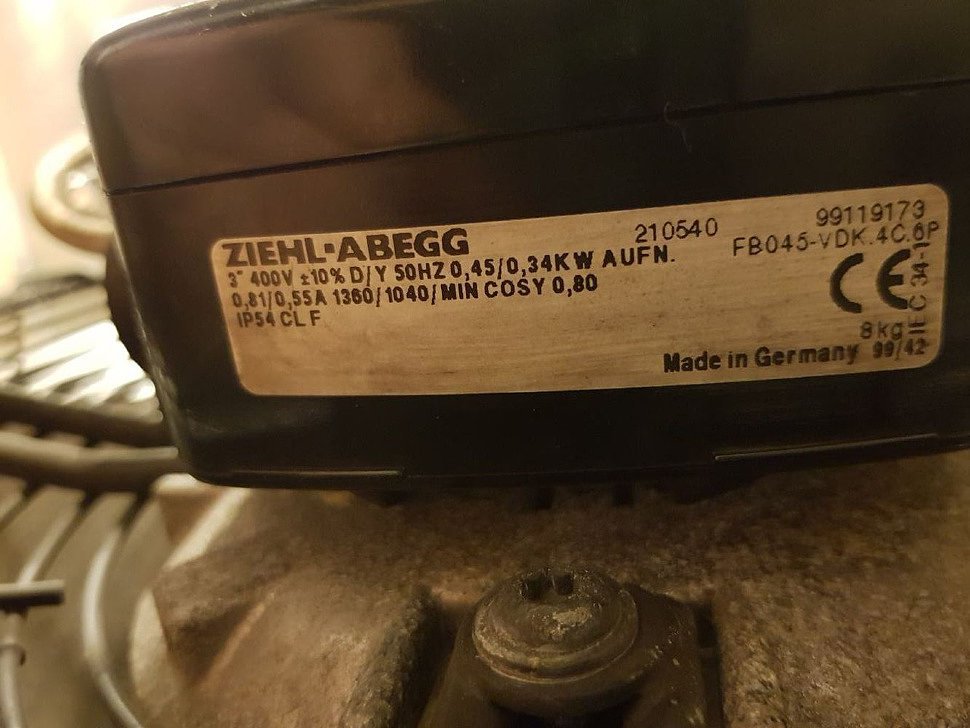 ZIEHL-ABEGG 210540 99119173
3~ 400V ±10% D/Y 50HZ 0,45/0,34KW AUFN. FB045-VDK.4C.6P
0,81/0,55A 1360/1040/MIN COSY 0,80
IP54 CL F
CE
IEC 34-1
8kg
Made in Germany 99/42